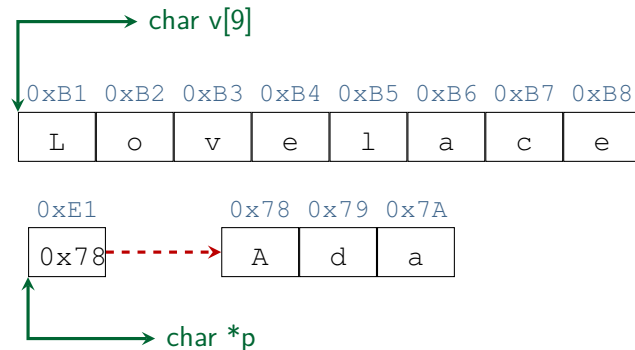 char v[9]
0xB1 0xB2 0xB3 0xB4 0xB5 0xB6 0xB7 0xB8
L o v e l a c e
0xE1 0x78 0x79 0x7A
0x78 A d a
char *p